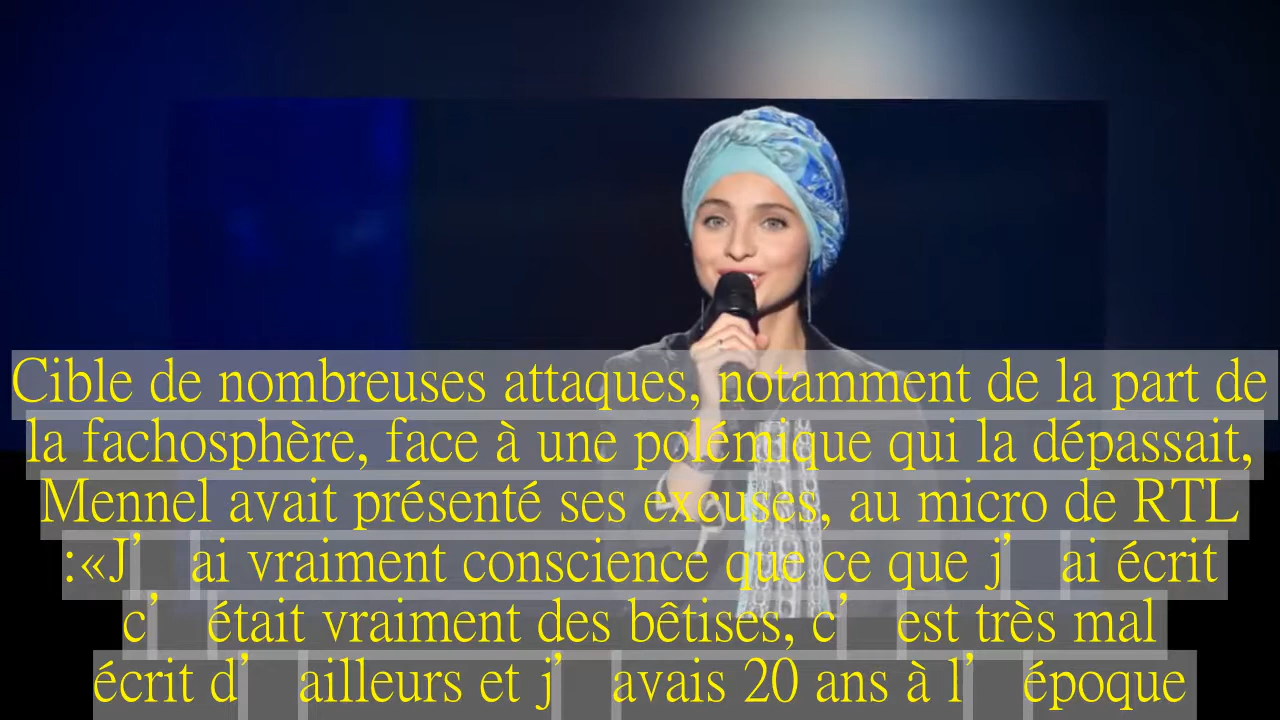 Cible de nombreuses attaques, notamment de la part de
la fachosphère, face à une polémique qui la dépassait,
Mennel avait présenté ses excuses, au micro de RTL
:«J’ ai vraiment conscience que ce que j’ ai écrit
c’ était vraiment des bêtises, c’ est très mal
écrit d’ ailleurs et j’ avais 20 ans à l’ époque